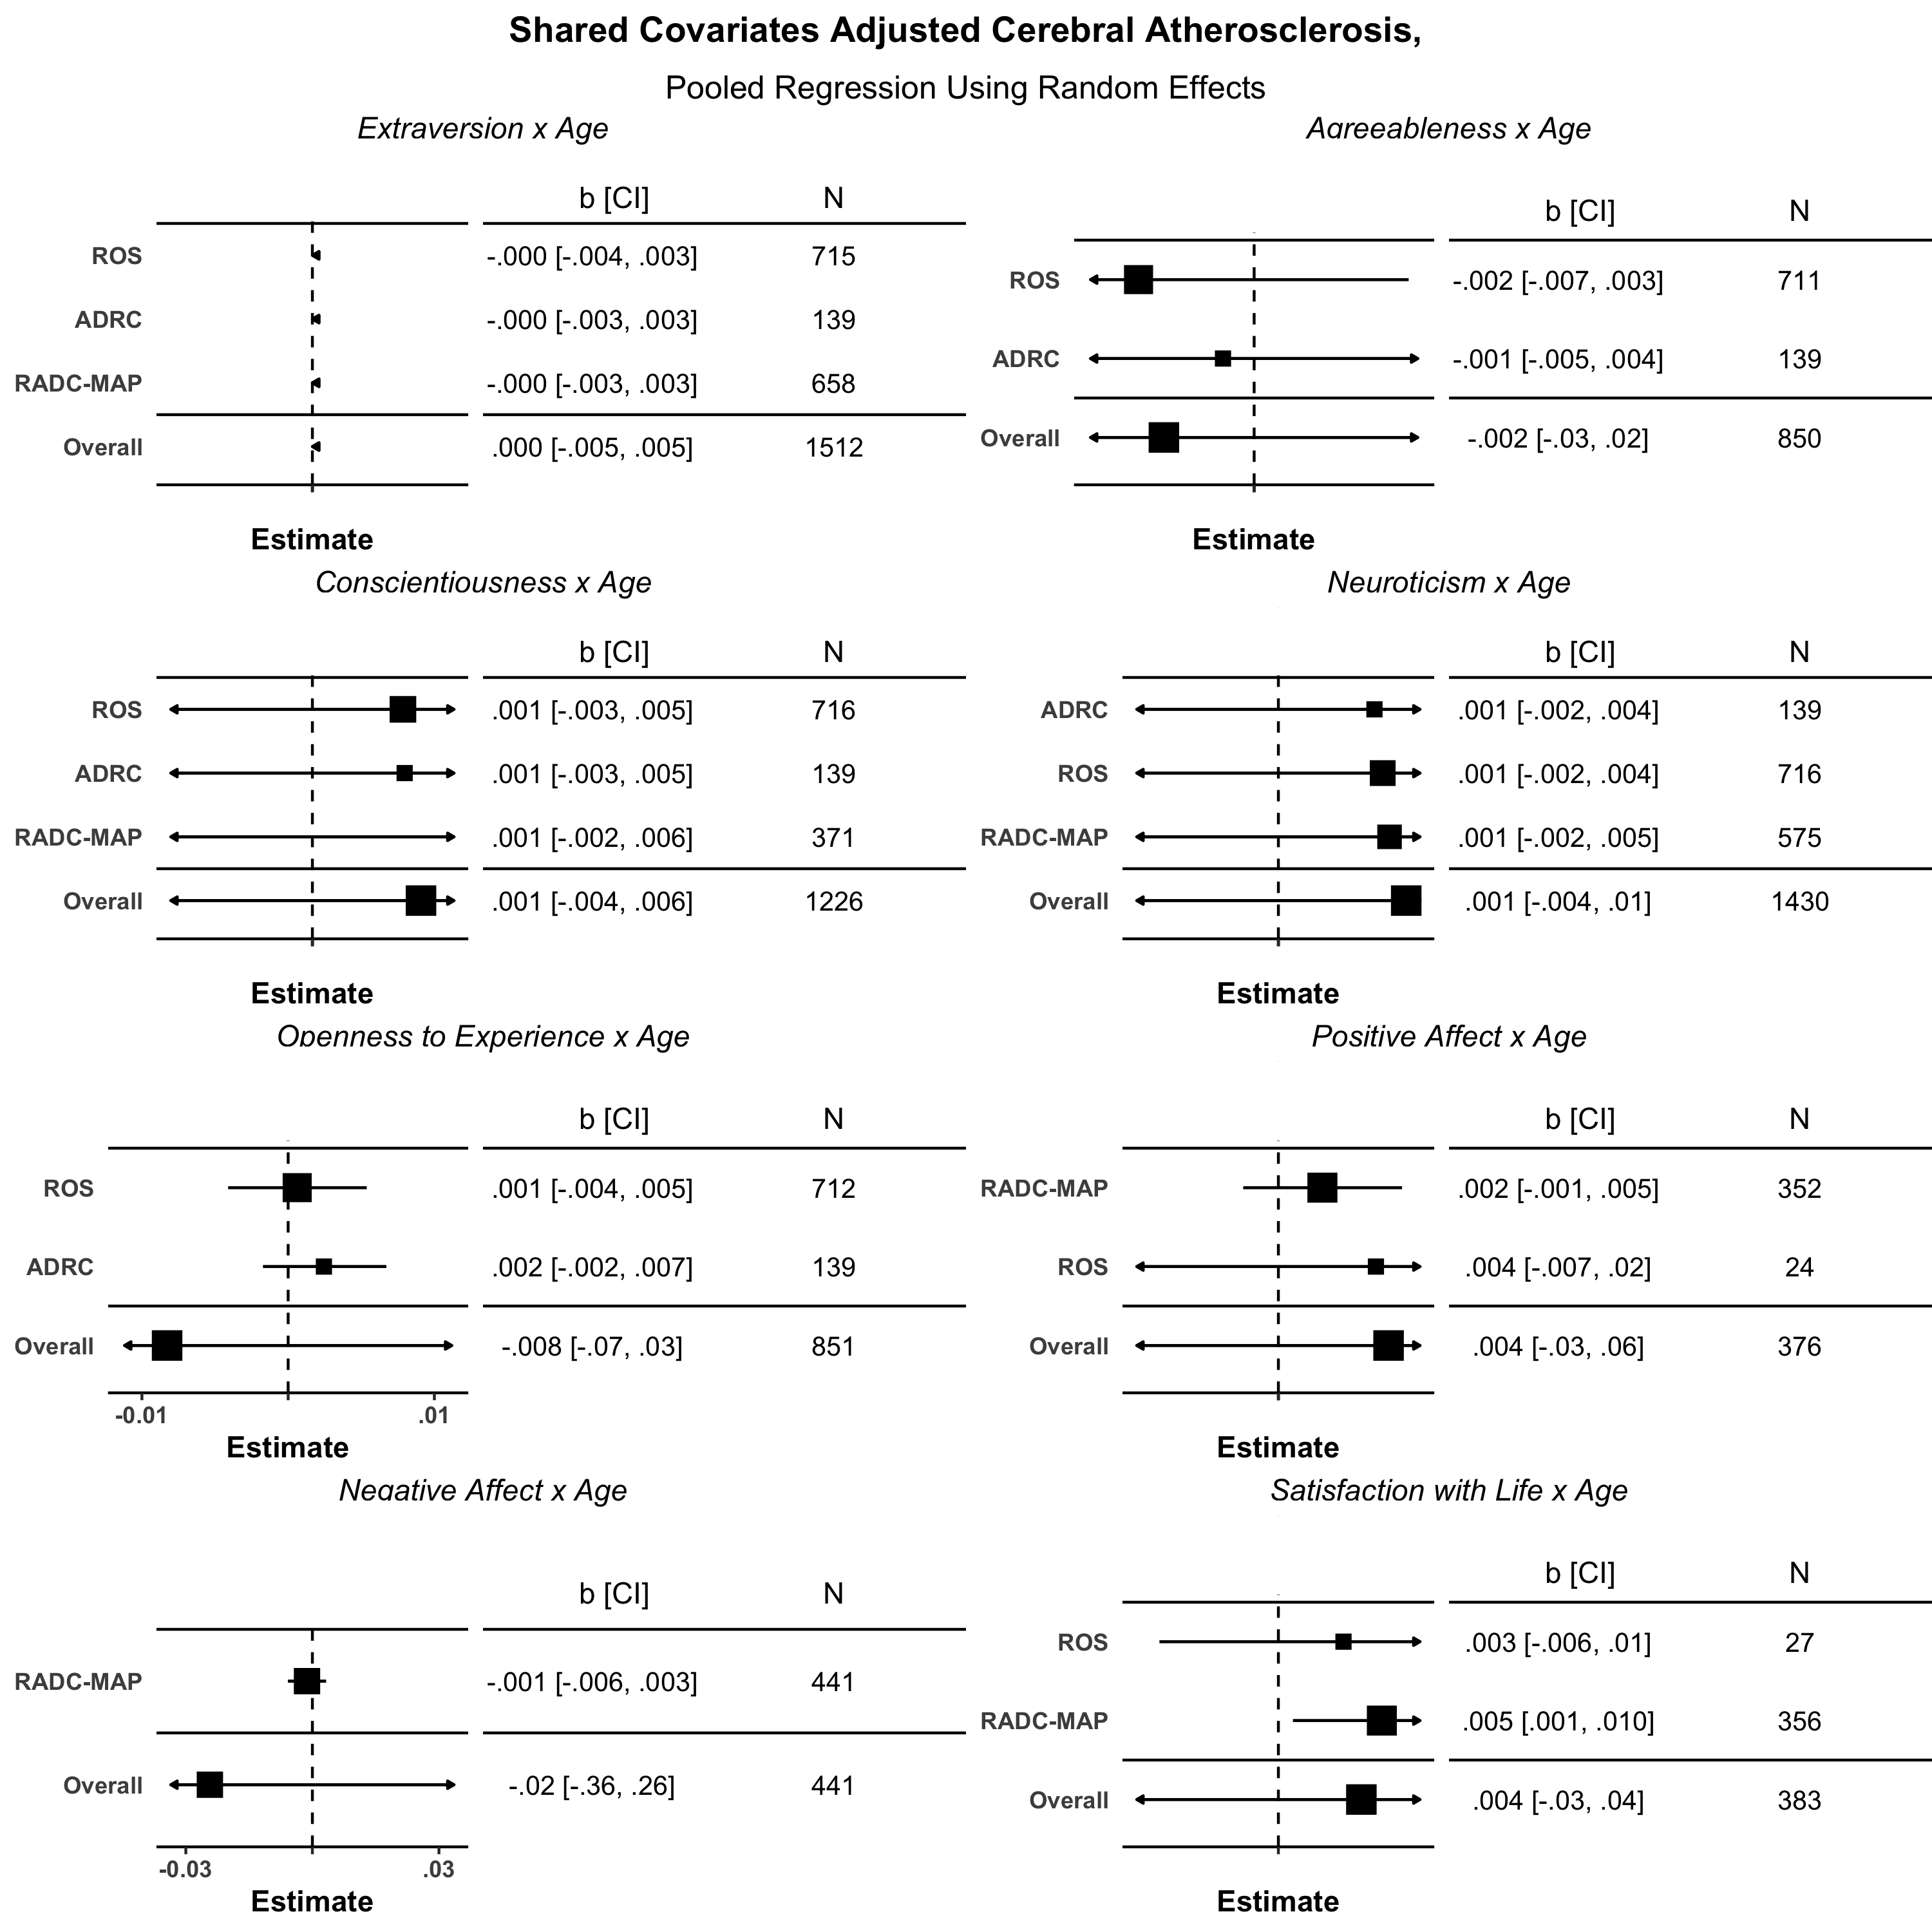 Shared Covariates Adjusted Cerebral Atherosclerosis,
Pooled Regression Using Random Effects
Extraversion x Age
b [CI] N
ROS -.000 [-.004, .003] 715
ADRC -.000 [-.003, .003] 139
RADC-MAP -.000 [-.003, .003] 658
Overall .000 [-.005, .005] 1512
Estimate
Agreeableness x Age
b [CI] N
ROS -.002 [-.007, .003] 711
ADRC -.001 [-.005, .004] 139
Overall -.002 [-.03, .02] 850
Estimate
Conscientiousness x Age
b [CI] N
ROS .001 [-.003, .005] 716
ADRC .001 [-.003, .005] 139
RADC-MAP .001 [-.002, .006] 371
Overall .001 [-.004, .006] 1226
Estimate
Neuroticism x Age
b [CI] N
ADRC .001 [-.002, .004] 139
ROS .001 [-.002, .004] 716
RADC-MAP .001 [-.002, .005] 575
Overall .001 [-.004, .01] 1430
Estimate
Openness to Experience x Age
b [CI] N
ROS .001 [-.004, .005] 712
ADRC .002 [-.002, .007] 139
Overall -.008 [-.07, .03] 851
-0.01 .01
Estimate
Positive Affect x Age
b [CI] N
RADC-MAP .002 [-.001, .005] 352
ROS .004 [-.007, .02] 24
Overall .004 [-.03, .06] 376
Estimate
Negative Affect x Age
b [CI] N
RADC-MAP -.001 [-.006, .003] 441
Overall -.02 [-.36, .26] 441
-0.03 .03
Estimate
Satisfaction with Life x Age
b [CI] N
ROS .003 [-.006, .01] 27
RADC-MAP .005 [.001, .010] 356
Overall .004 [-.03, .04] 383
Estimate